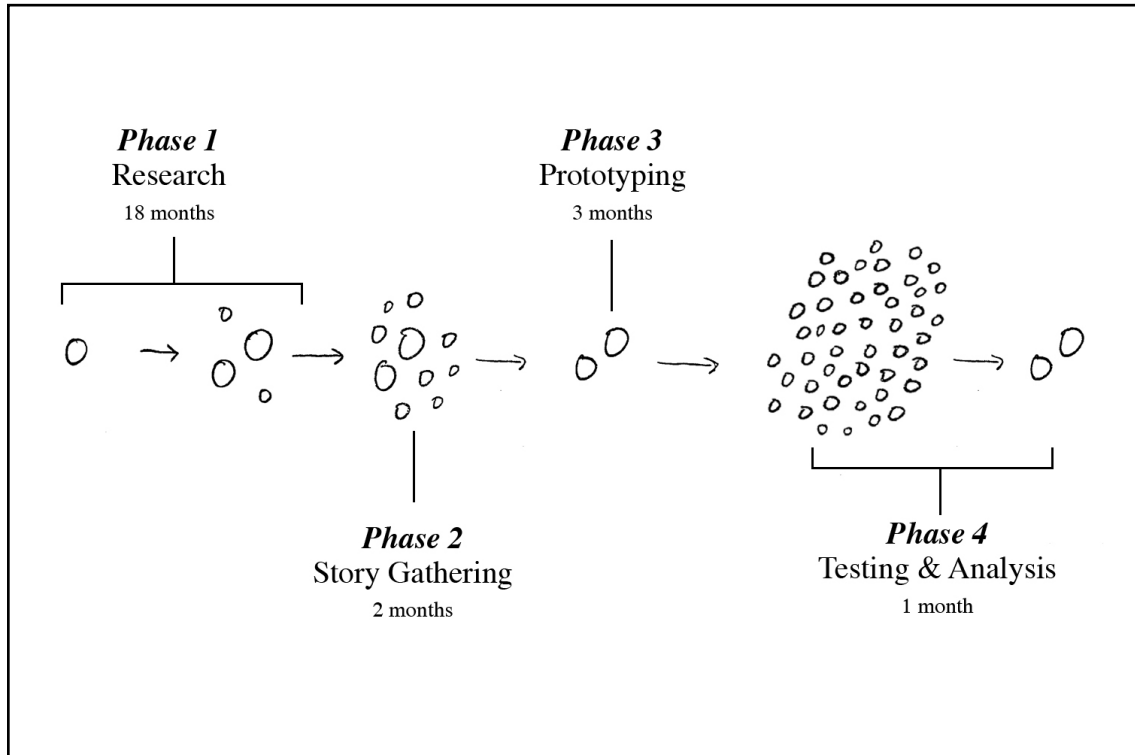 Phase 1
Research
18 months
Phase 2
Story Gathering
2 months
Phase 3
Prototyping
3 months
Phase 4
Testing & Analysis
1 month